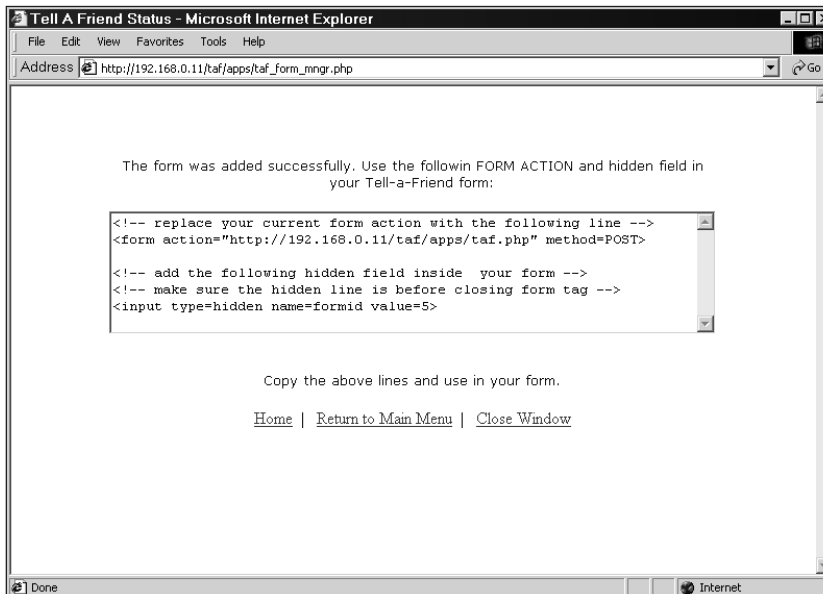 Tell A Friend Status - Microsoft Internet Explorer
File Edit View Favorites Tools Help
Address http://192.168.0.11/taf/apps/taf_form_mngr.php Go
The form was added successfully. Use the followin FORM ACTION and hidden field in
your Tell-a-Friend form:
<!-- replace your current form action with the following line -->
<form action="http://192.168.0.11/taf/apps/taf.php" method=POST>
<!-- add the following hidden field inside  your form -->
<!-- make sure the hidden line is before closing form tag -->
<input type=hidden name=formid value=5>
Copy the above lines and use in your form.
Home | Return to Main Menu | Close Window
Done Internet